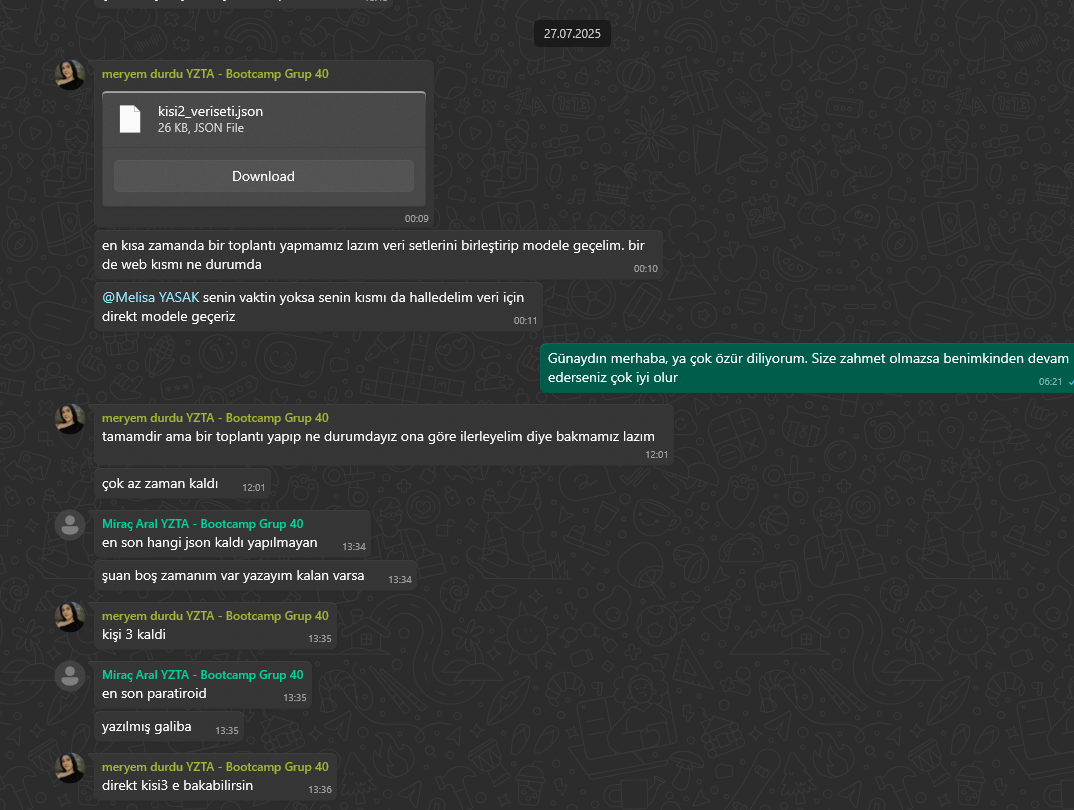 27.07.2025
meryem durdu YZTA - Bootcamp Grup 40
kisi2_veriseti.json
26 KB, JSON File
Download
00:09
en kısa zamanda bir toplantı yapmamız lazım veri setlerini birleştirip modele geçelim. bir
de web kısmı ne durumda
00:10
@Melisa YASAK senin vaktin yoksa senin kısmı da halledelim veri için
direkt modele geçeriz
00:11
Günaydın merhaba, ya çok özür diliyorum. Size zahmet olmazsa benimkinden devam
ederseniz çok iyi olur
06:21
meryem durdu YZTA - Bootcamp Grup 40
tamamdir ama bir toplantı yapıp ne durumdayız ona göre ilerleyelim diye bakmamız lazım
12:01
çok az zaman kaldı
12:01
Miraç Aral YZTA - Bootcamp Grup 40
en son hangi json kaldı yapılmayan
13:34
şuan boş zamanım var yazayım kalan varsa
13:34
meryem durdu YZTA - Bootcamp Grup 40
kişi 3 kaldi
13:35
Miraç Aral YZTA - Bootcamp Grup 40
en son paratiroid
13:35
yazılmış galiba
13:35
meryem durdu YZTA - Bootcamp Grup 40
direkt kisi3 e bakabilirsin
13:36